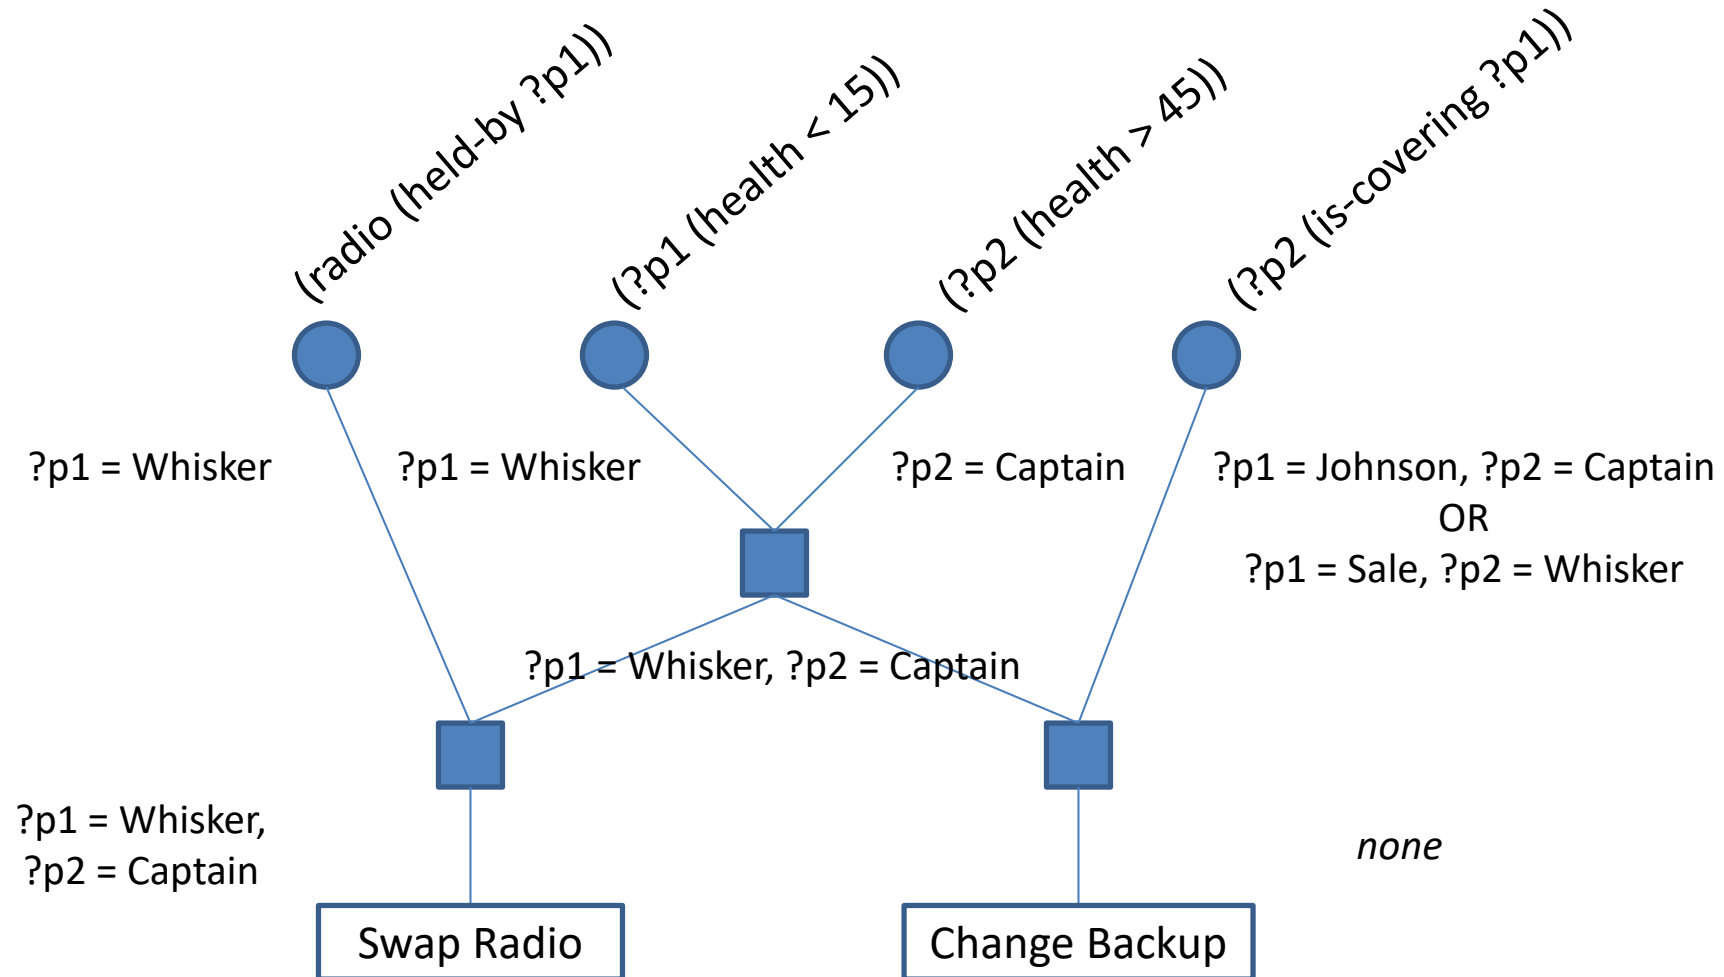 (radio (held-by ?p1))
(?p1 (health < 15))
(?p2 (health > 45))
(?p2 (is-covering ?p1))
?p1 = Whisker
?p1 = Whisker
?p2 = Captain
?p1 = Johnson, ?p2 = Captain
OR
?p1 = Sale, ?p2 = Whisker
?p1 = Whisker, ?p2 = Captain
?p1 = Whisker,
?p2 = Captain
none
Swap Radio
Change Backup